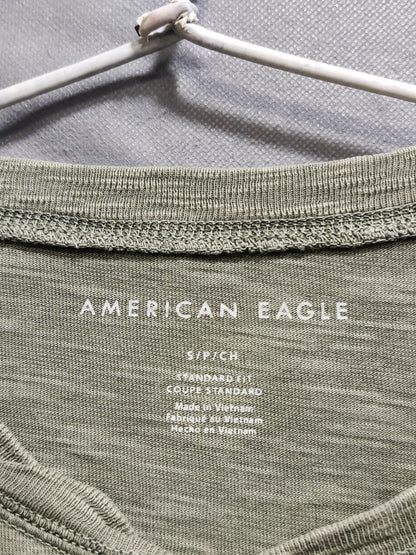 AMERICAN EAGLE
S/P/CH
STANDARD FIT
COUPE STANDARD
Made in Vietnam
Fabriqué au Vietnam
Hecho en Vietnam